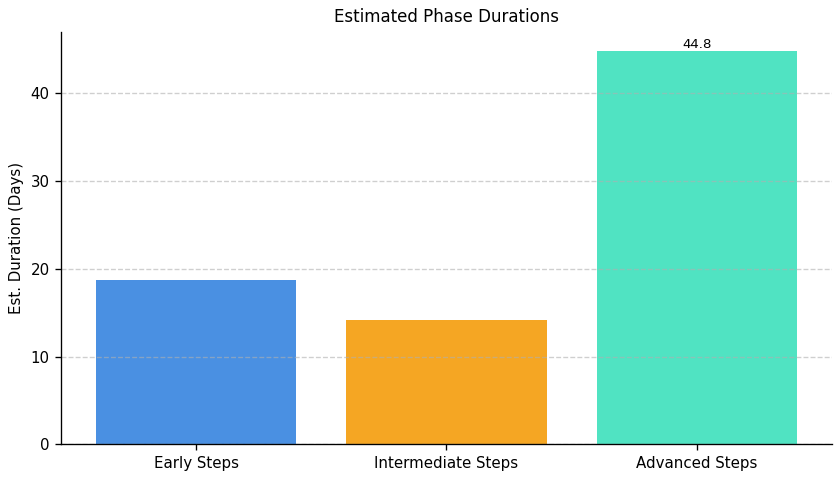 Estimated Phase Durations
44.8
Est. Duration (Days)
40
30
20
10
0
Early Steps
Intermediate Steps
Advanced Steps